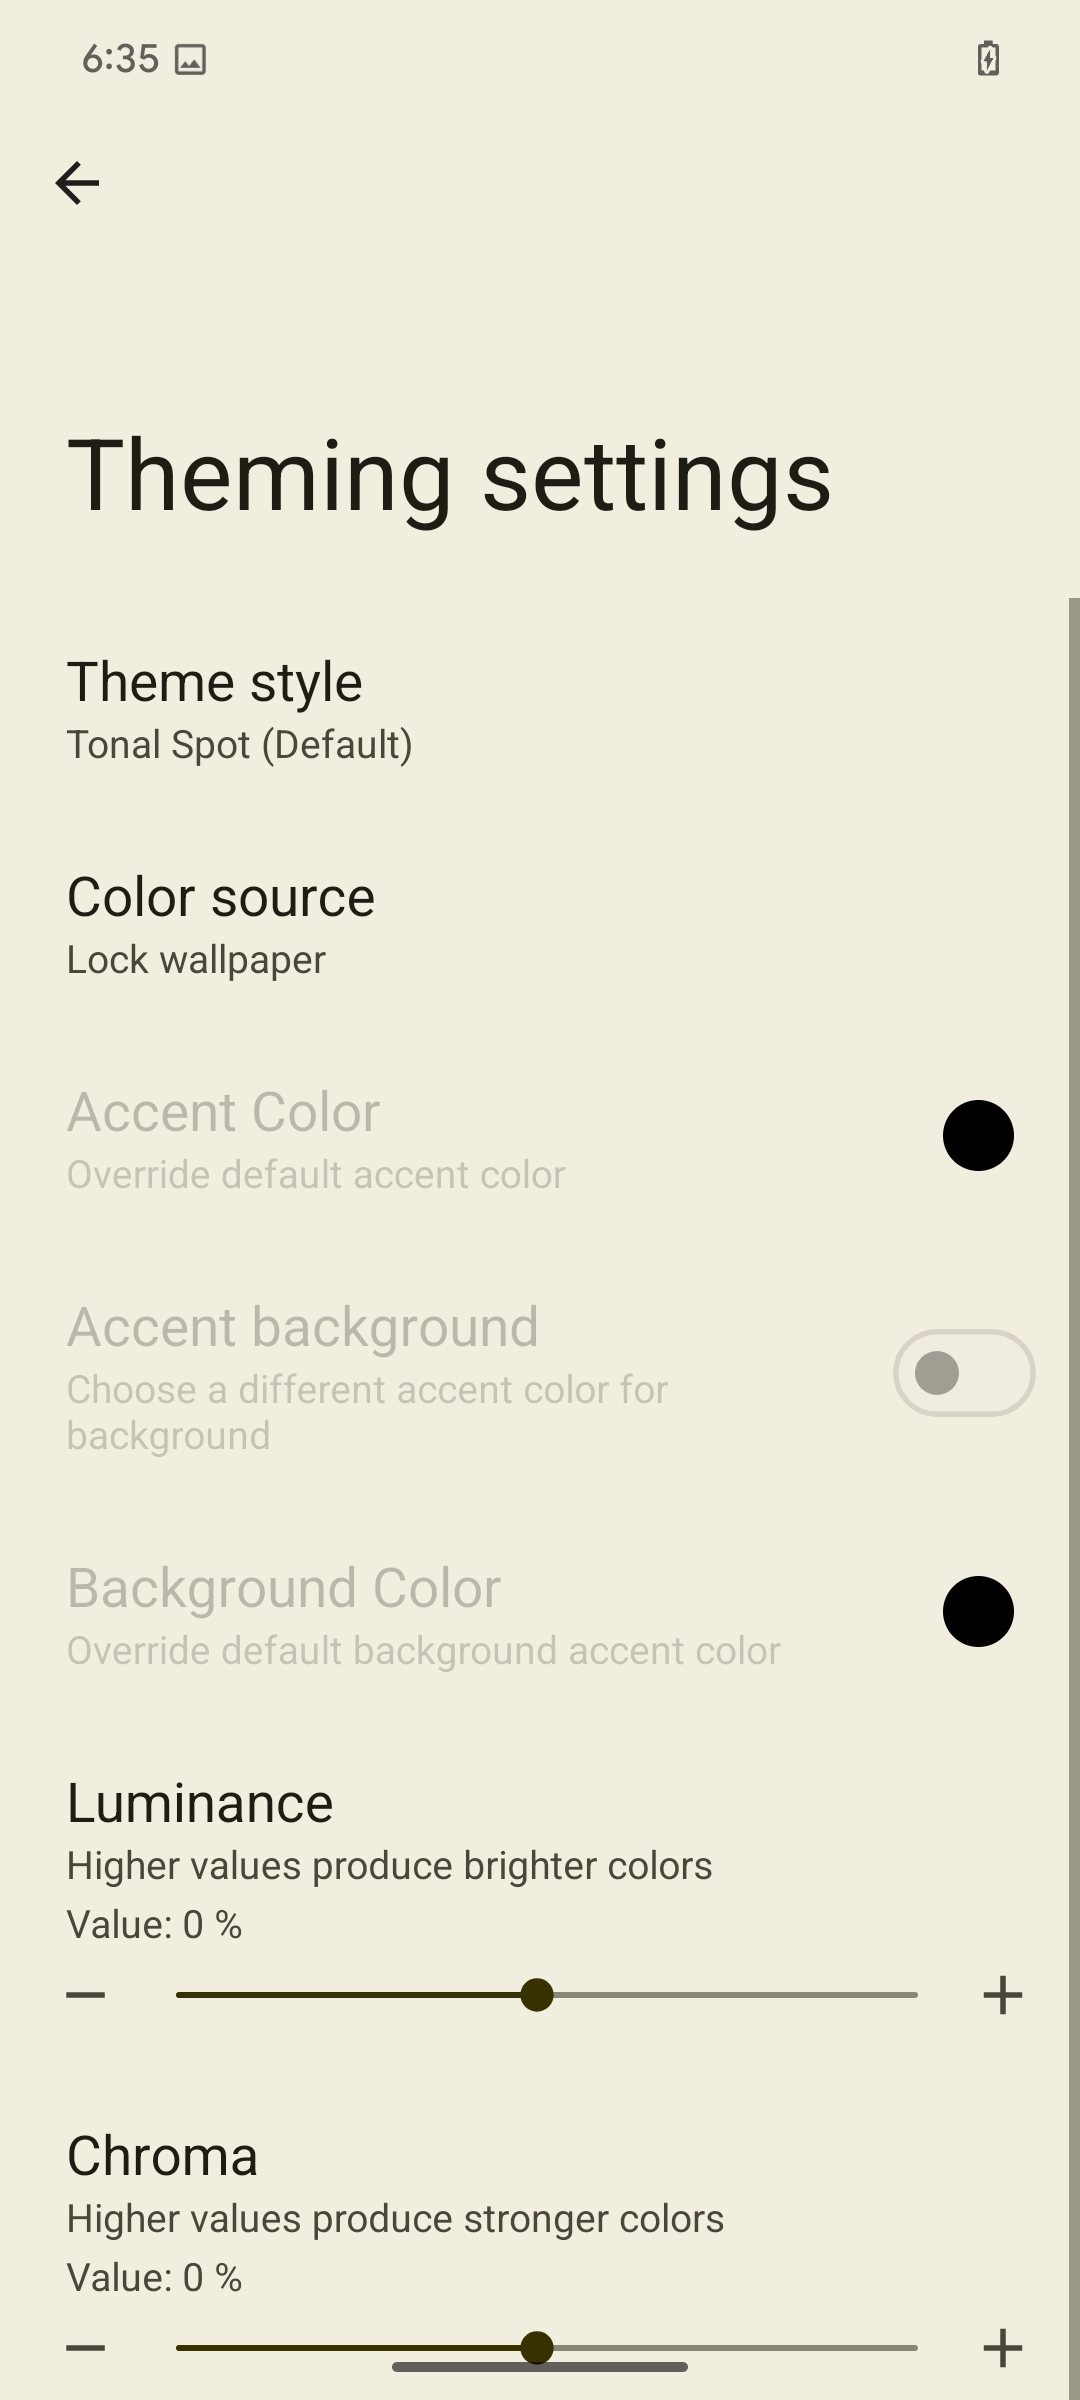 6:35
Theming settings
Theme style
Tonal Spot (Default)
Color source
Lock wallpaper
Accent Color
Override default accent color
Accent background
Choose a different accent color for
background
Background Color
Override default background accent color
Luminance
Higher values produce brighter colors
Value: 0 %
Chroma
Higher values produce stronger colors
Value: 0 %